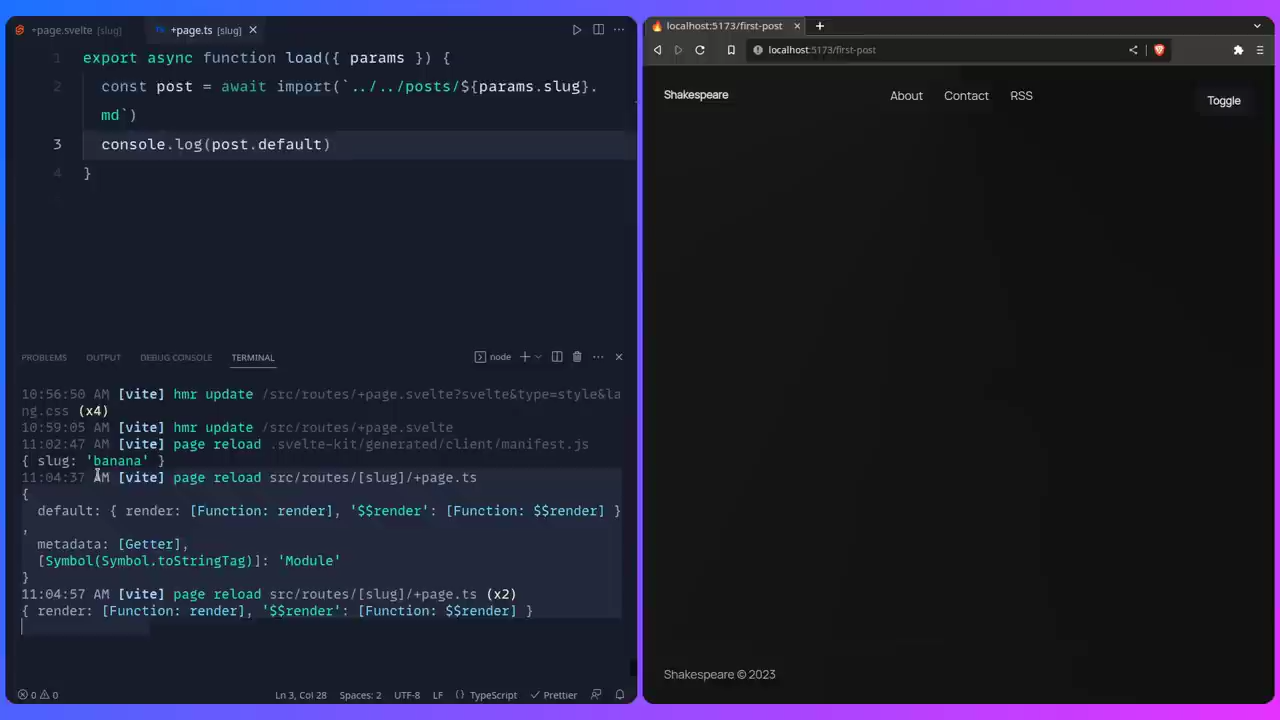 +page.svelte [slug]
TS +page.ts [slug]
1 export async function load({ params }) {
2 const post = await import(`../../posts/${params.slug}.
md`)
3 console.log(post.default)
4 }
PROBLEMS OUTPUT DEBUG CONSOLE TERMINAL node
10:56:50 AM [vite] hmr update /src/routes/+page.svelte?svelte&type=style&la
ng.css (x4)
10:59:05 AM [vite] hmr update /src/routes/+page.svelte
11:02:47 AM [vite] page reload .svelte-kit/generated/client/manifest.js
{ slug: 'banana' }
11:04:37 AM [vite] page reload src/routes/[slug]/+page.ts
{
default: { render: [Function: render], '$$render': [Function: $$render] }
,
metadata: [Getter],
[Symbol(Symbol.toStringTag)]: 'Module'
}
11:04:57 AM [vite] page reload src/routes/[slug]/+page.ts (x2)
{ render: [Function: render], '$$render': [Function: $$render] }
0 0 Ln 3, Col 28 Spaces: 2 UTF-8 LF {} TypeScript Prettier
localhost:5173/first-post
localhost:5173/first-post
Shakespeare About Contact RSS Toggle
Shakespeare © 2023